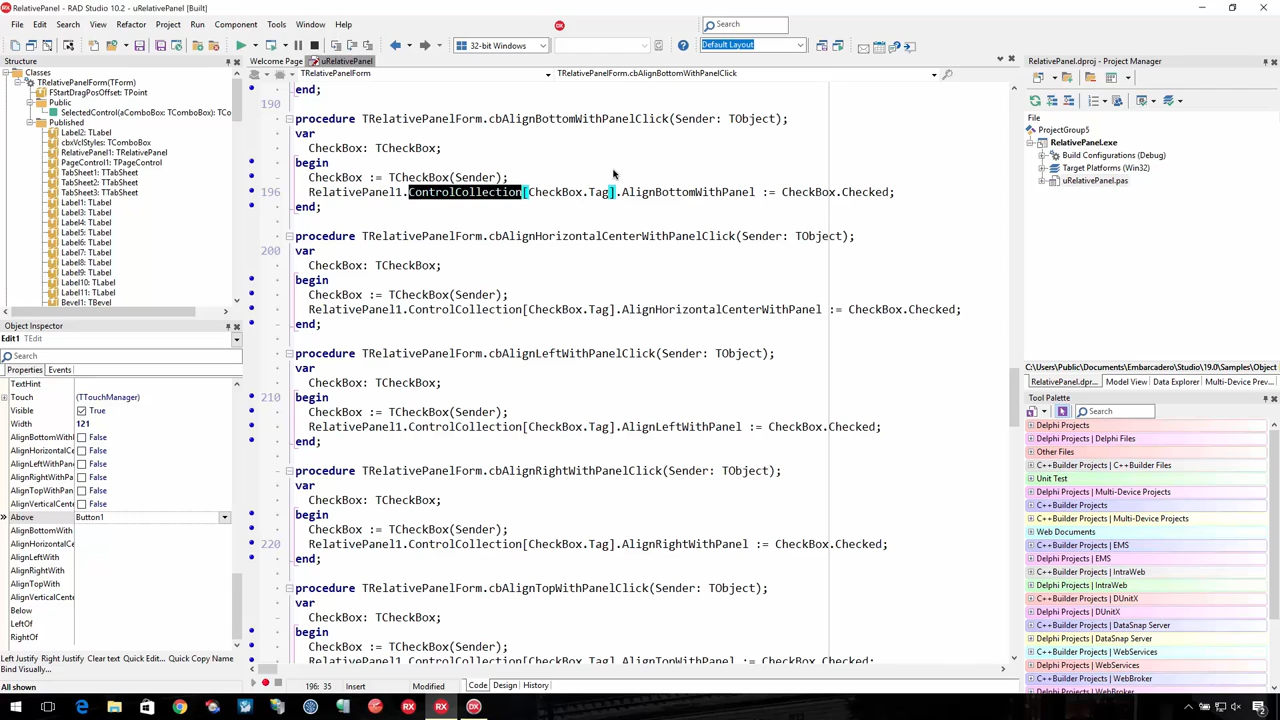 RelativePanel - RAD Studio 10.2 - uRelativePanel [Built]
File Edit Search View Refactor Project Run Component Tools Window Help
Search
32-bit Windows
Default Layout
Structure
Classes
TRelativePanelForm(TForm)
FStartDragPosOffset: TPoint
Public
SelectedControl(aComboBox: TComboBox): TCo
Published
Label2: TLabel
cbxVclStyles: TComboBox
RelativePanel1: TRelativePanel
PageControl1: TPageControl
TabSheet1: TTabSheet
TabSheet2: TTabSheet
TabSheet3: TTabSheet
Label1: TLabel
Label3: TLabel
Label4: TLabel
Label5: TLabel
Label6: TLabel
Label7: TLabel
Label8: TLabel
Label9: TLabel
Label10: TLabel
Label11: TLabel
Bevel1: TBevel
Object Inspector
Edit1 TEdit
Search
Properties Events
TextHint
Touch (TTouchManager)
Visible True
Width 121
AlignBottomWithI False
AlignHorizontalCe False
AlignLeftWithPan False
AlignRightWithPa False
AlignTopWithPan False
AlignVerticalCente False
Above Button1
AlignBottomWith
AlignHorizontalCe
AlignLeftWith
AlignRightWith
AlignTopWith
AlignVerticalCente
Below
LeftOf
RightOf
Left Justify Right Justify Clear text Quick Edit... Quick Copy Name
Bind Visually...
All shown
Welcome Page uRelativePanel
TRelativePanelForm TRelativePanelForm.cbAlignBottomWithPanelClick
end;
190
procedure TRelativePanelForm.cbAlignBottomWithPanelClick(Sender: TObject);
var
CheckBox: TCheckBox;
begin
CheckBox := TCheckBox(Sender);
196 RelativePanel1.ControlCollection[CheckBox.Tag].AlignBottomWithPanel := CheckBox.Checked;
end;
procedure TRelativePanelForm.cbAlignHorizontalCenterWithPanelClick(Sender: TObject);
200 var
CheckBox: TCheckBox;
begin
CheckBox := TCheckBox(Sender);
RelativePanel1.ControlCollection[CheckBox.Tag].AlignHorizontalCenterWithPanel := CheckBox.Checked;
end;
procedure TRelativePanelForm.cbAlignLeftWithPanelClick(Sender: TObject);
var
CheckBox: TCheckBox;
210 begin
CheckBox := TCheckBox(Sender);
RelativePanel1.ControlCollection[CheckBox.Tag].AlignLeftWithPanel := CheckBox.Checked;
end;
procedure TRelativePanelForm.cbAlignRightWithPanelClick(Sender: TObject);
var
CheckBox: TCheckBox;
begin
CheckBox := TCheckBox(Sender);
220 RelativePanel1.ControlCollection[CheckBox.Tag].AlignRightWithPanel := CheckBox.Checked;
end;
procedure TRelativePanelForm.cbAlignTopWithPanelClick(Sender: TObject);
var
CheckBox: TCheckBox;
begin
CheckBox := TCheckBox(Sender);
RelativePanel1.ControlCollection[CheckBox.Tag].AlignTopWithPanel := CheckBox.Checked;
196: 35 Insert Modified Code Design History
RelativePanel.dproj - Project Manager
File
ProjectGroup5
RelativePanel.exe
Build Configurations (Debug)
Target Platforms (Win32)
uRelativePanel.pas
C:\Users\Public\Documents\Embarcadero\Studio\19.0\Samples\Object
RelativePanel.dpr... Model View Data Explorer Multi-Device Prev...
Tool Palette
Search
Delphi Projects
Delphi Projects | Delphi Files
Other Files
C++Builder Projects | C++Builder Files
Unit Test
Delphi Projects | Multi-Device Projects
C++Builder Projects
C++Builder Projects | Multi-Device Projects
Web Documents
C++Builder Projects | EMS
Delphi Projects | EMS
C++Builder Projects | IntraWeb
Delphi Projects | IntraWeb
C++Builder Projects | DUnitX
Delphi Projects | DUnitX
C++Builder Projects | DataSnap Server
Delphi Projects | DataSnap Server
C++Builder Projects | WebServices
Delphi Projects | WebServices
C++Builder Projects | WebBroker
Delphi Projects | WebBroker